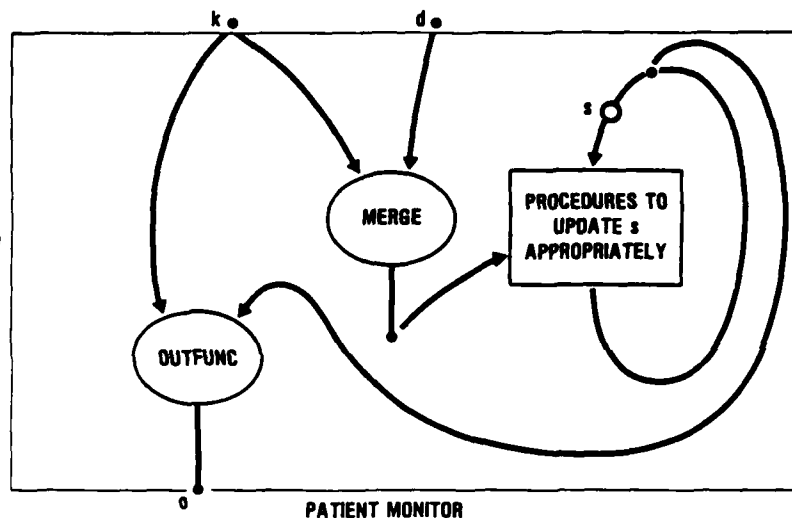 k
d
s
MERGE
PROCEDURES TO
UPDATE s
APPROPRIATELY
OUTFUNC
o
PATIENT MONITOR